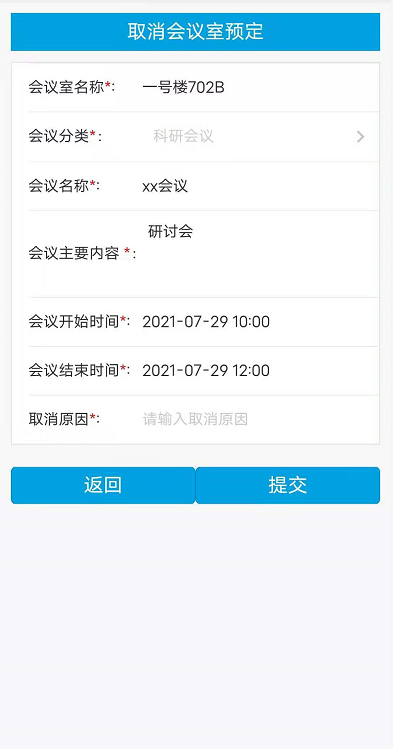 取消会议室预定
会议室名称*: 一号楼702B
会议分类*: 科研会议
会议名称*: xx会议
研讨会
会议主要内容 *:
会议开始时间*: 2021-07-29 10:00
会议结束时间*: 2021-07-29 12:00
取消原因*: 请输入取消原因
返回 提交